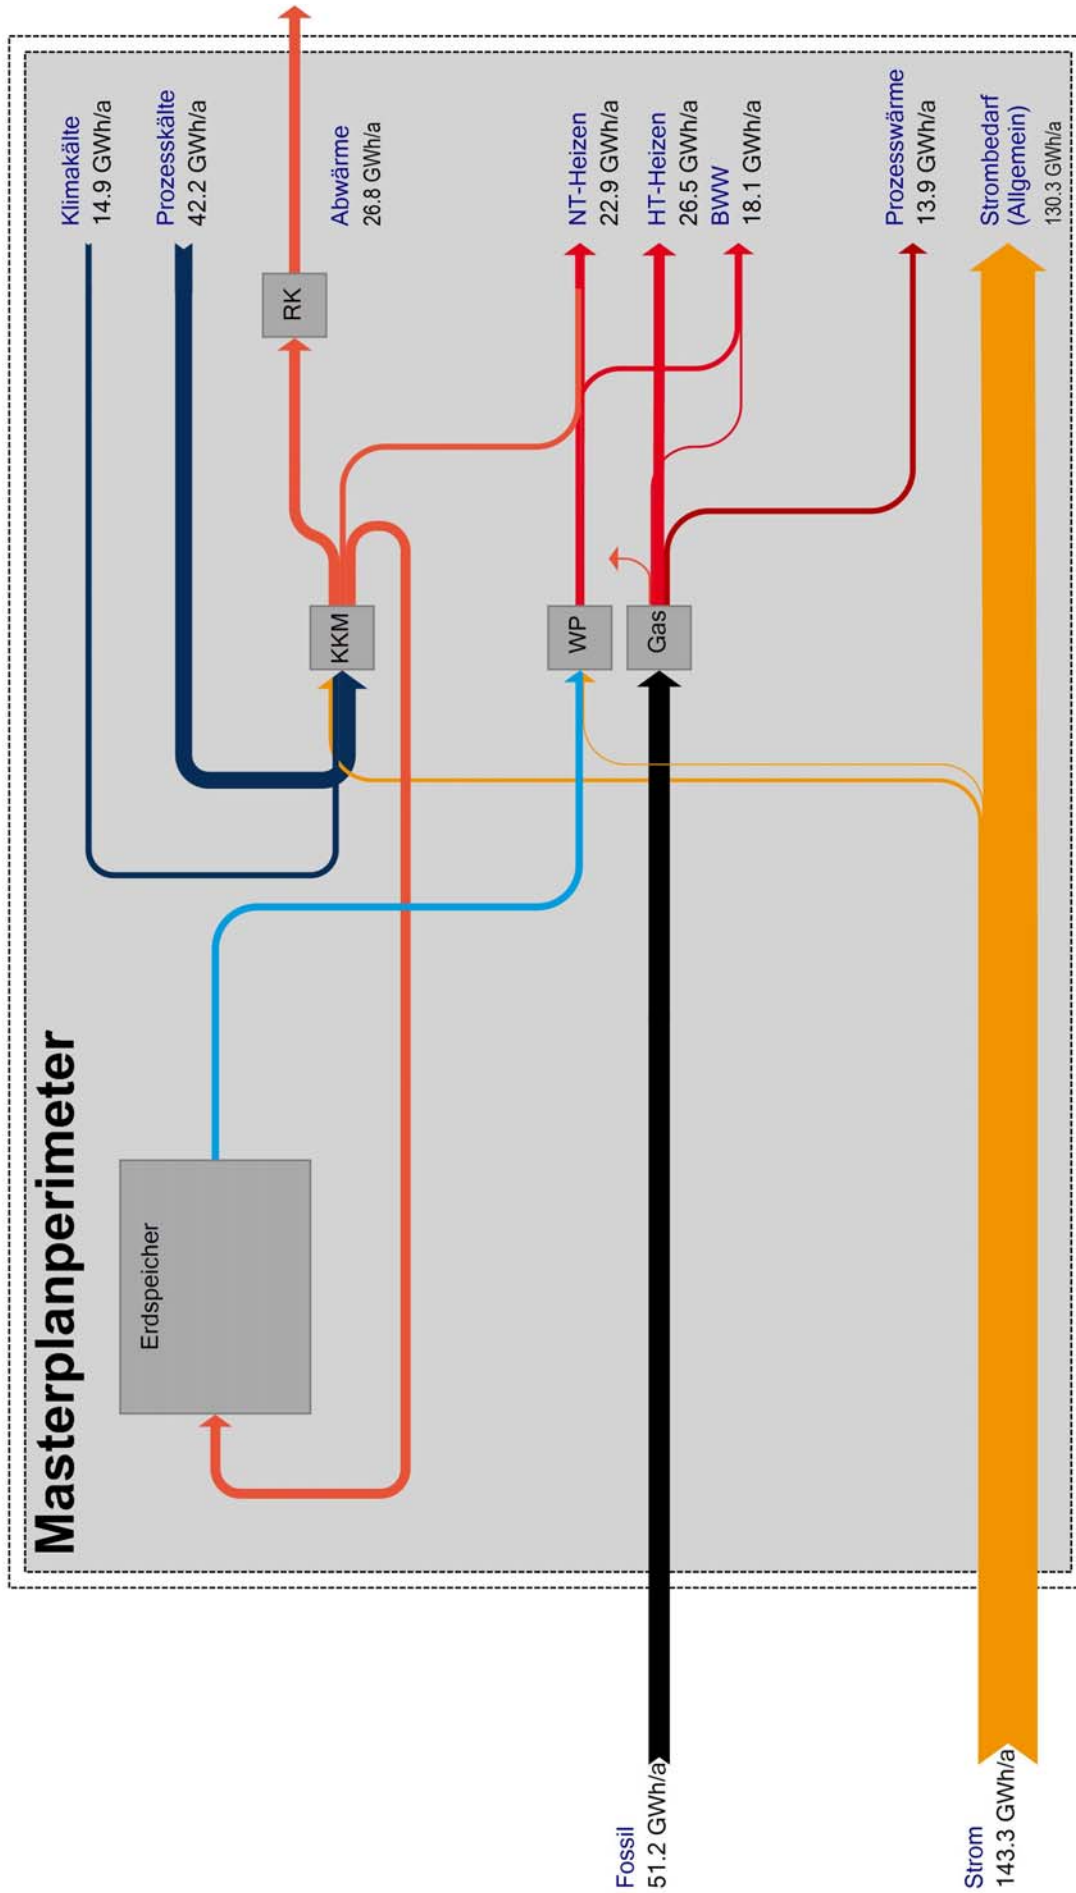 Masterplanperimeter
Klimakälte
14.9 GWh/a
Prozesskälte
42.2 GWh/a
Erdspeicher
RK
Abwärme
26.8 GWh/a
KKM
WP
NT-Heizen
22.9 GWh/a
Fossil
51.2 GWh/a
Gas
HT-Heizen
26.5 GWh/a
BWW
18.1 GWh/a
Prozesswärme
13.9 GWh/a
Strom
143.3 GWh/a
Strombedarf
(Allgemein)
130.3 GWh/a